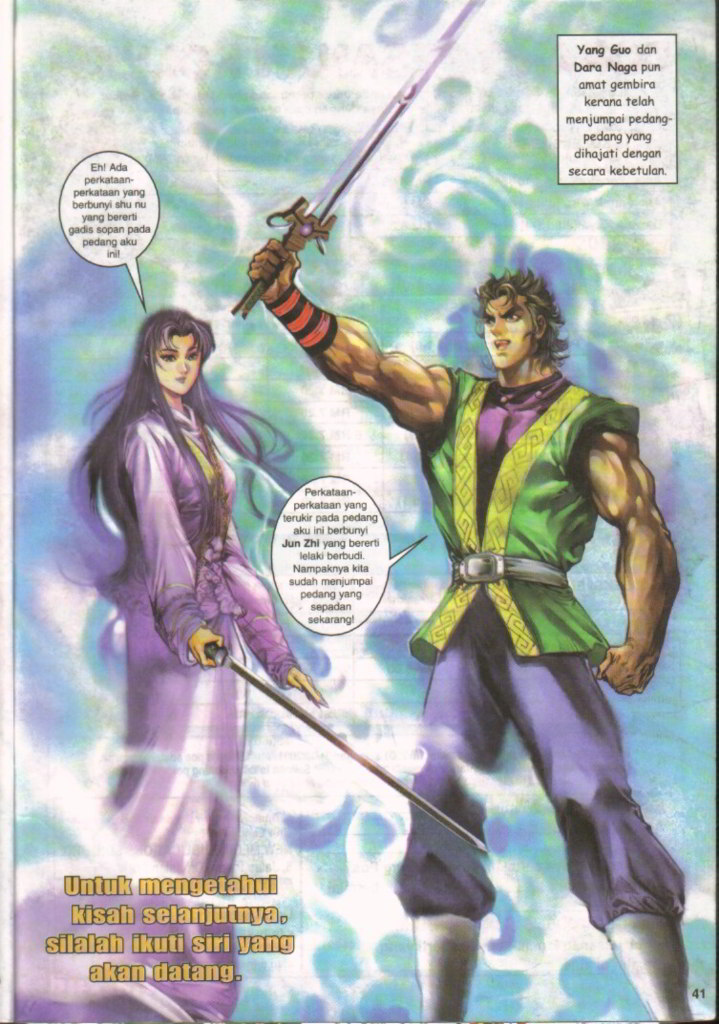 Yang Guo dan
Dara Naga pun
amat gembira
kerana telah
menjumpai pedang-
pedang yang
dihajati dengan
secara kebetulan.
Eh! Ada
perkataan-
perkataan yang
berbunyi shu nu
yang bererti
gadis sopan pada
pedang aku
ini!
Perkataan-
perkataan yang
terukir pada pedang
aku ini berbunyi
Jun Zhi yang bererti
lelaki berbudi.
Nampaknya kita
sudah menjumpai
pedang yang
sepadan
sekarang!
Untuk mengetahui
kisah selanjutnya,
silalah ikuti siri yang
akan datang.
41